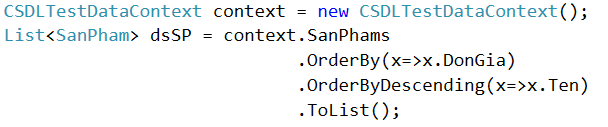 CSDLTestDataContext context = new CSDLTestDataContext();
List<SanPham> dsSP = context.SanPhams
.OrderBy(x=>x.DonGia)
.OrderByDescending(x=>x.Ten)
.ToList();